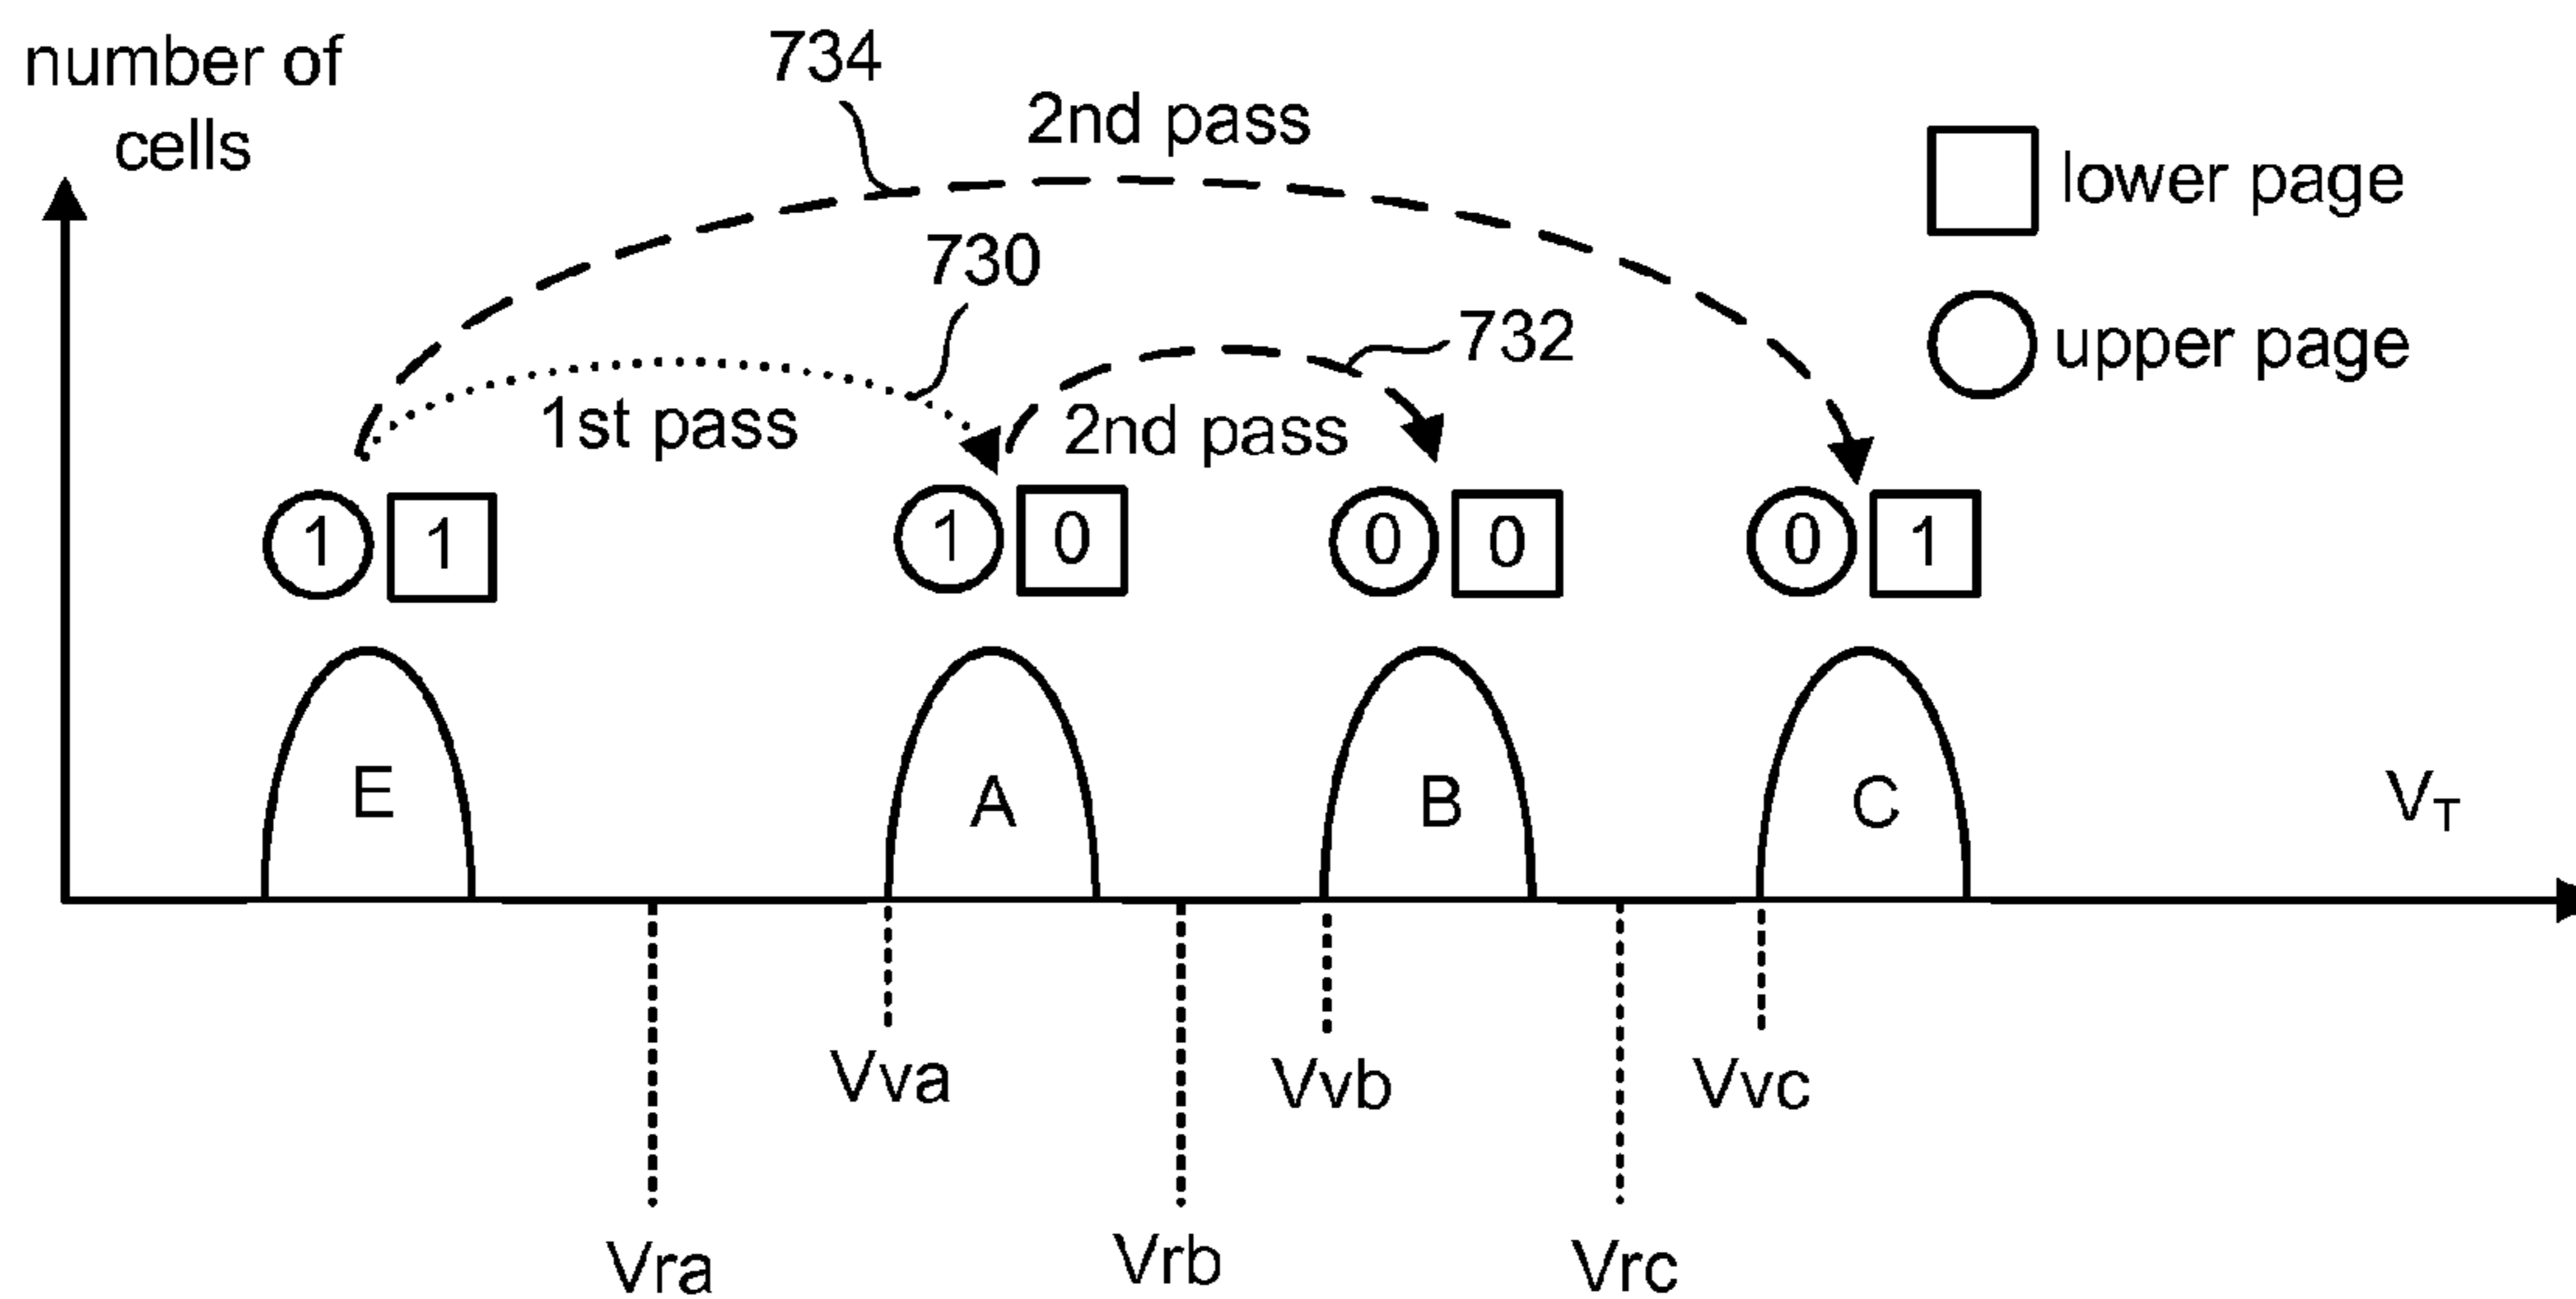 number of
cells
734
2nd pass
lower page
730
732
upper page
1st pass
2nd pass
1 1
1 0
0 0
0 1
E
A
B
C
VT
Vva
Vvb
Vvc
Vra
Vrb
Vrc